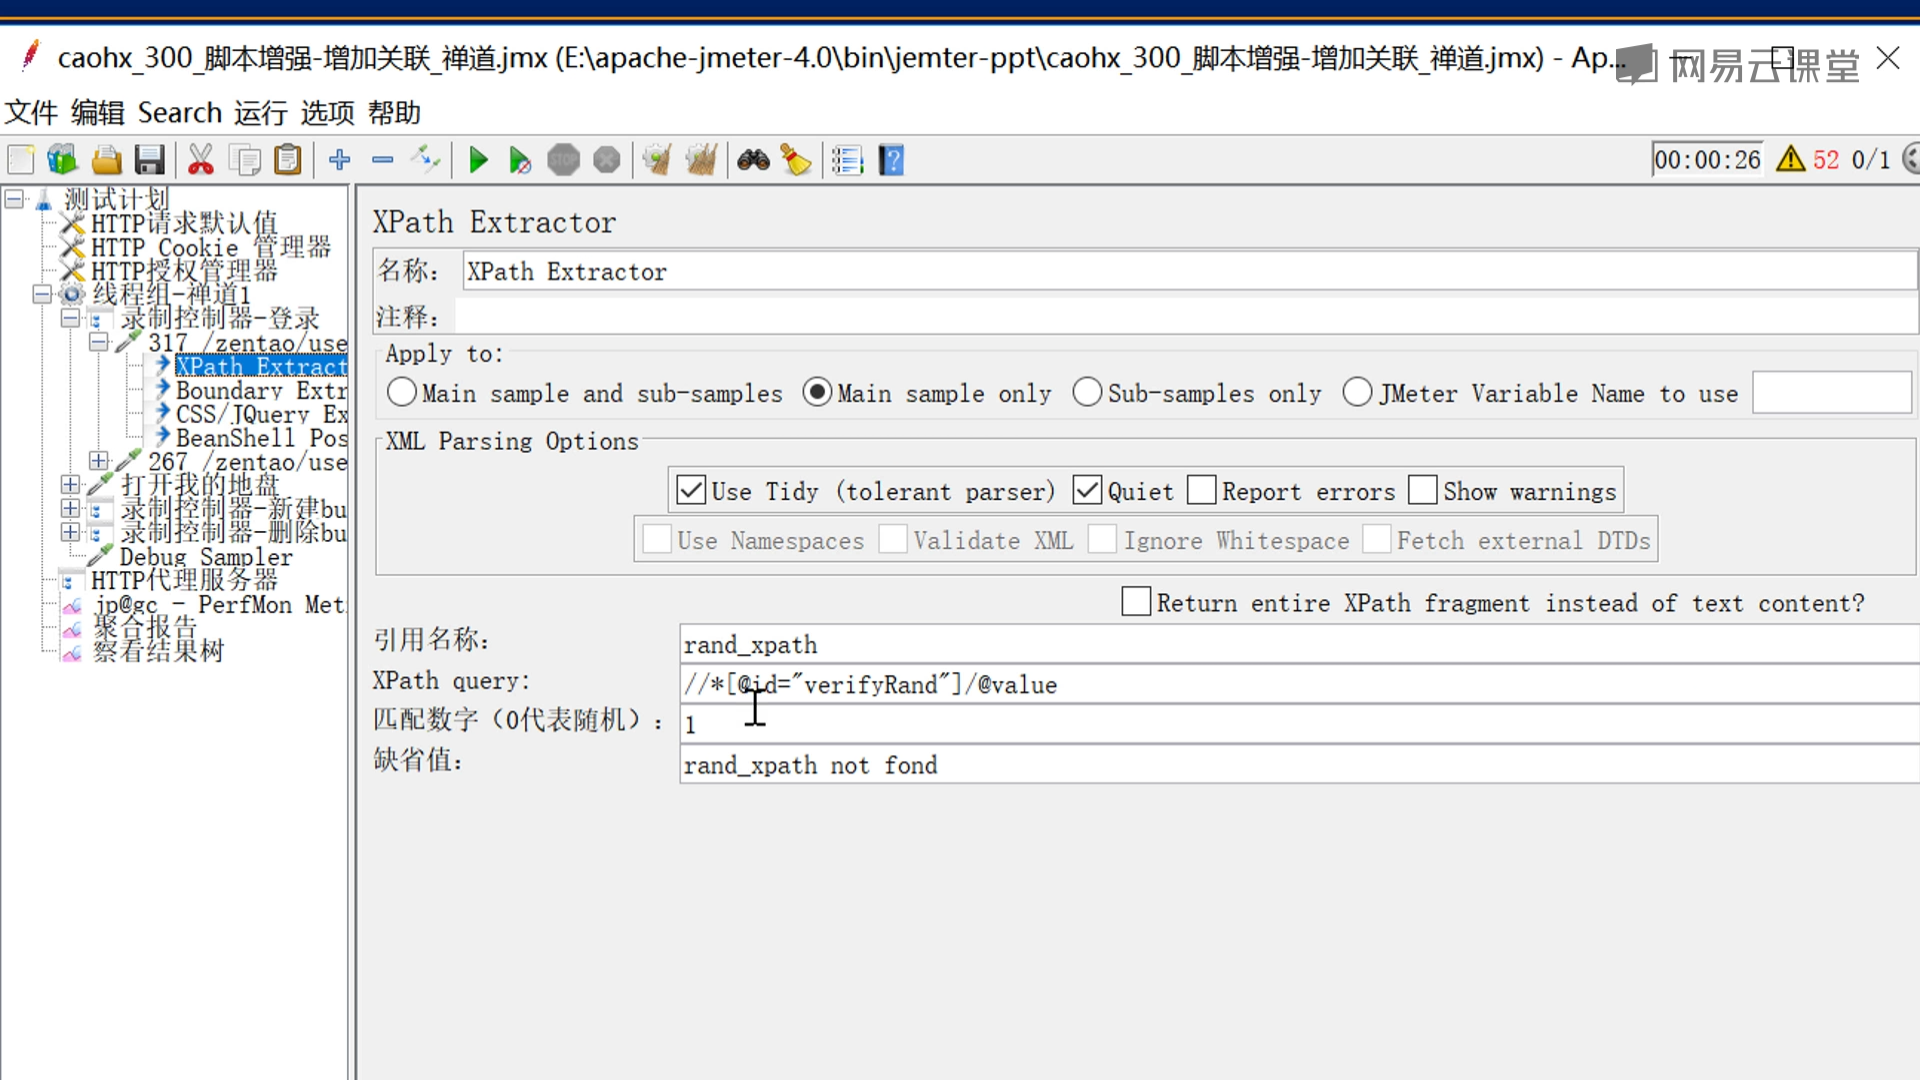 caohx_300_脚本增强-增加关联_禅道.jmx (E:\apache-jmeter-4.0\bin\jemter-ppt\caohx_300_脚本增强-增加关联_禅道.jmx) - Ap...
网易云课堂
文件 编辑 Search 运行 选项 帮助
STOP
00:00:26 52 0/1
测试计划
HTTP请求默认值
HTTP Cookie 管理器
HTTP授权管理器
线程组-禅道1
录制控制器-登录
317 /zentao/use
XPath Extract
Boundary Extr
CSS/JQuery Ex
BeanShell Pos
267 /zentao/use
打开我的地盘
录制控制器-新建bu
录制控制器-删除bu
Debug Sampler
HTTP代理服务器
jp@gc - PerfMon Met
聚合报告
察看结果树
XPath Extractor
名称: XPath Extractor
注释:
Apply to:
Main sample and sub-samples Main sample only Sub-samples only JMeter Variable Name to use
XML Parsing Options
Use Tidy (tolerant parser) Quiet Report errors Show warnings
Use Namespaces Validate XML Ignore Whitespace Fetch external DTDs
Return entire XPath fragment instead of text content?
引用名称: rand_xpath
XPath query: //*[@id="verifyRand"]/@value
匹配数字（0代表随机）: 1
缺省值: rand_xpath not fond